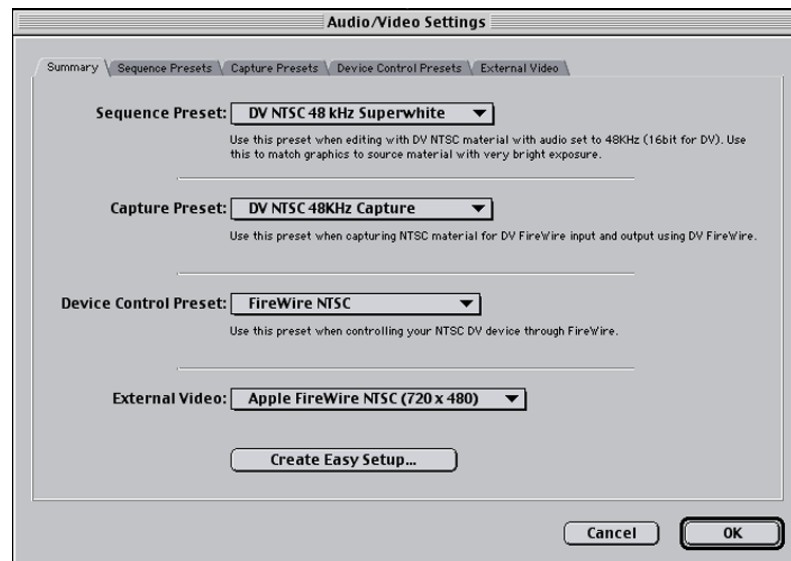 Audio/Video Settings
Summary Sequence Presets Capture Presets Device Control Presets External Video
Sequence Preset: DV NTSC 48 kHz Superwhite
Use this preset when editing with DV NTSC material with audio set to 48KHz (16bit for DV). Use
this to match graphics to source material with very bright exposure.
Capture Preset: DV NTSC 48KHz Capture
Use this preset when capturing NTSC material for DV FireWire input and output using DV FireWire.
Device Control Preset: FireWire NTSC
Use this preset when controlling your NTSC DV device through FireWire.
External Video: Apple FireWire NTSC (720 x 480)
Create Easy Setup...
Cancel OK